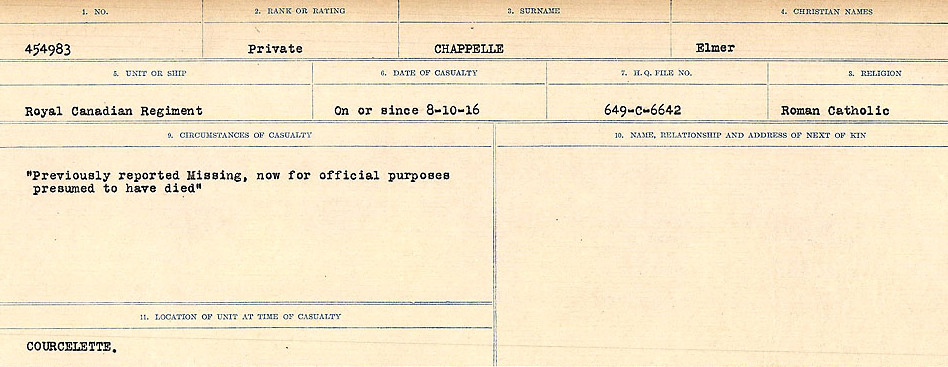 1. NO. 2. RANK OR RATING 3. SURNAME 4. CHRISTIAN NAMES
454983 Private CHAPPELLE Elmer
5. UNIT OR SHIP 6. DATE OF CASUALTY 7. H.Q. FILE NO. 8. RELIGION
Royal Canadian Regiment On or since 8-10-16 649-C-6642 Roman Catholic
9. CIRCUMSTANCES OF CASUALTY 10. NAME, RELATIONSHIP AND ADDRESS OF NEXT OF KIN
"Previously reported Missing, now for official purposes
presumed to have died"
11. LOCATION OF UNIT AT TIME OF CASUALTY
COURCELETTE.